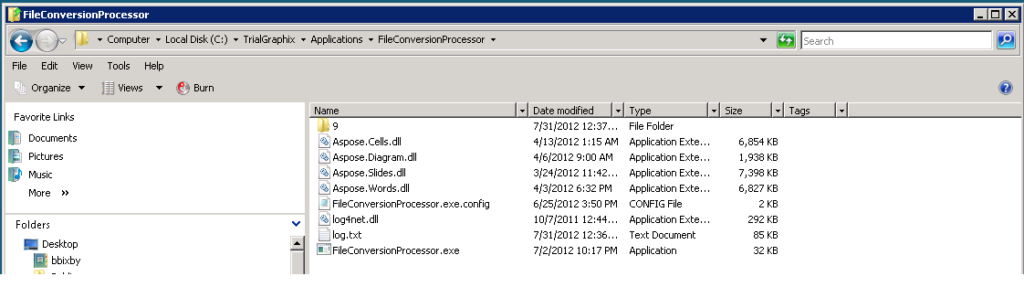 FileConversionProcessor
Computer Local Disk (C:) TrialGraphix Applications FileConversionProcessor Search
File Edit View Tools Help
Organize Views Burn
Favorite Links
Documents
Pictures
Music
More »
Folders
Desktop
bbixby
Name Date modified Type Size Tags
9 7/31/2012 12:37... File Folder
Aspose.Cells.dll 4/13/2012 1:15 AM Application Exte... 6,854 KB
Aspose.Diagram.dll 4/6/2012 9:00 AM Application Exte... 1,938 KB
Aspose.Slides.dll 3/24/2012 11:42... Application Exte... 7,398 KB
Aspose.Words.dll 4/3/2012 6:32 PM Application Exte... 6,827 KB
FileConversionProcessor.exe.config 6/25/2012 3:50 PM CONFIG File 2 KB
log4net.dll 10/7/2011 12:44... Application Exte... 292 KB
log.txt 7/31/2012 12:36... Text Document 85 KB
FileConversionProcessor.exe 7/2/2012 10:17 PM Application 32 KB